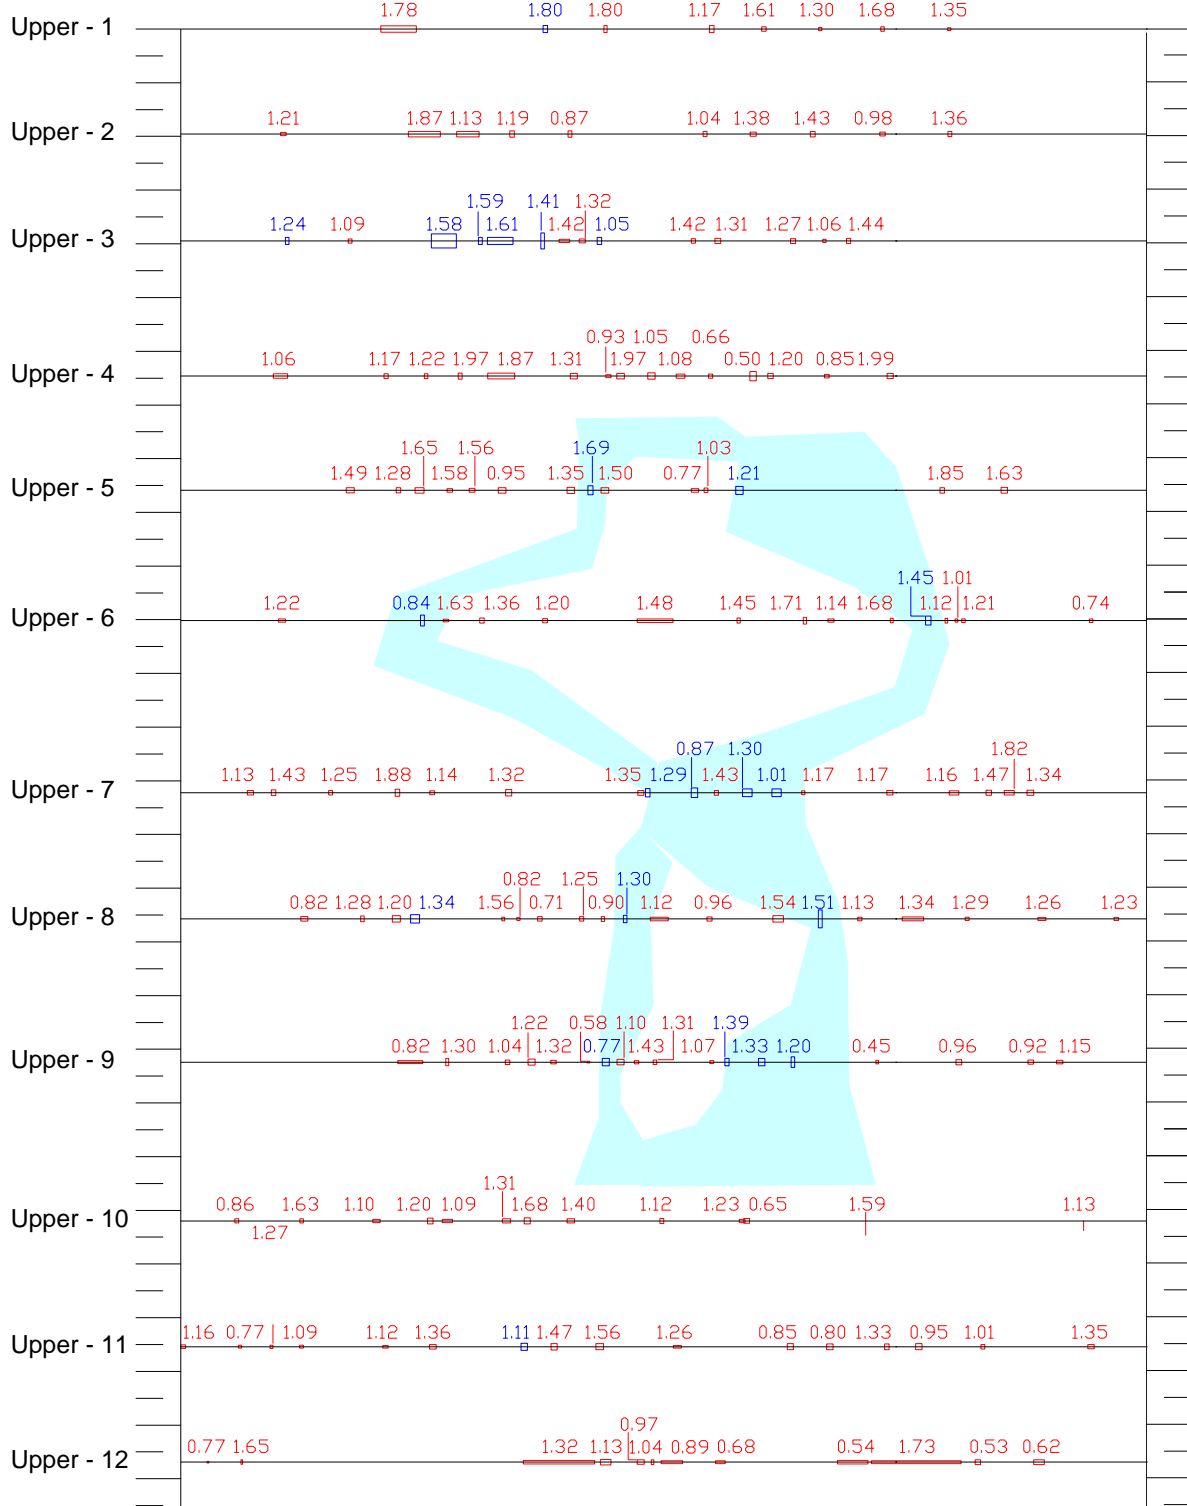 Upper - 1 1.78 1.80 1.80 1.17 1.61 1.30 1.68 1.35
Upper - 2 1.21 1.87 1.13 1.19 0.87 1.04 1.38 1.43 0.98 1.36
1.59 1.41 1.32
Upper - 3 1.24 1.09 1.58 1.61 1.42 1.05 1.42 1.31 1.27 1.06 1.44
0.93 1.05 0.66
Upper - 4 1.06 1.17 1.22 1.97 1.87 1.31 1.97 1.08 0.50 1.20 0.85 1.99
1.65 1.56 1.69 1.03
Upper - 5 1.49 1.28 1.58 0.95 1.35 1.50 0.77 1.21 1.85 1.63
1.45 1.01
Upper - 6 1.22 0.84 1.63 1.36 1.20 1.48 1.45 1.71 1.14 1.68 1.12 1.21 0.74
0.87 1.30 1.82
Upper - 7 1.13 1.43 1.25 1.88 1.14 1.32 1.35 1.29 1.43 1.01 1.17 1.17 1.16 1.47 1.34
0.82 1.25 1.30
Upper - 8 0.82 1.28 1.20 1.34 1.56 0.71 0.90 1.12 0.96 1.54 1.51 1.13 1.34 1.29 1.26 1.23
1.22 0.58 1.10 1.31 1.39
Upper - 9 0.82 1.30 1.04 1.32 0.77 1.43 1.07 1.33 1.20 0.45 0.96 0.92 1.15
1.31
Upper - 10 0.86 1.63 1.10 1.20 1.09 1.68 1.40 1.12 1.23 0.65 1.59 1.13
1.27
Upper - 11 1.16 0.77 1.09 1.12 1.36 1.11 1.47 1.56 1.26 0.85 0.80 1.33 0.95 1.01 1.35
0.97
Upper - 12 0.77 1.65 1.32 1.13 1.04 0.89 0.68 0.54 1.73 0.53 0.62